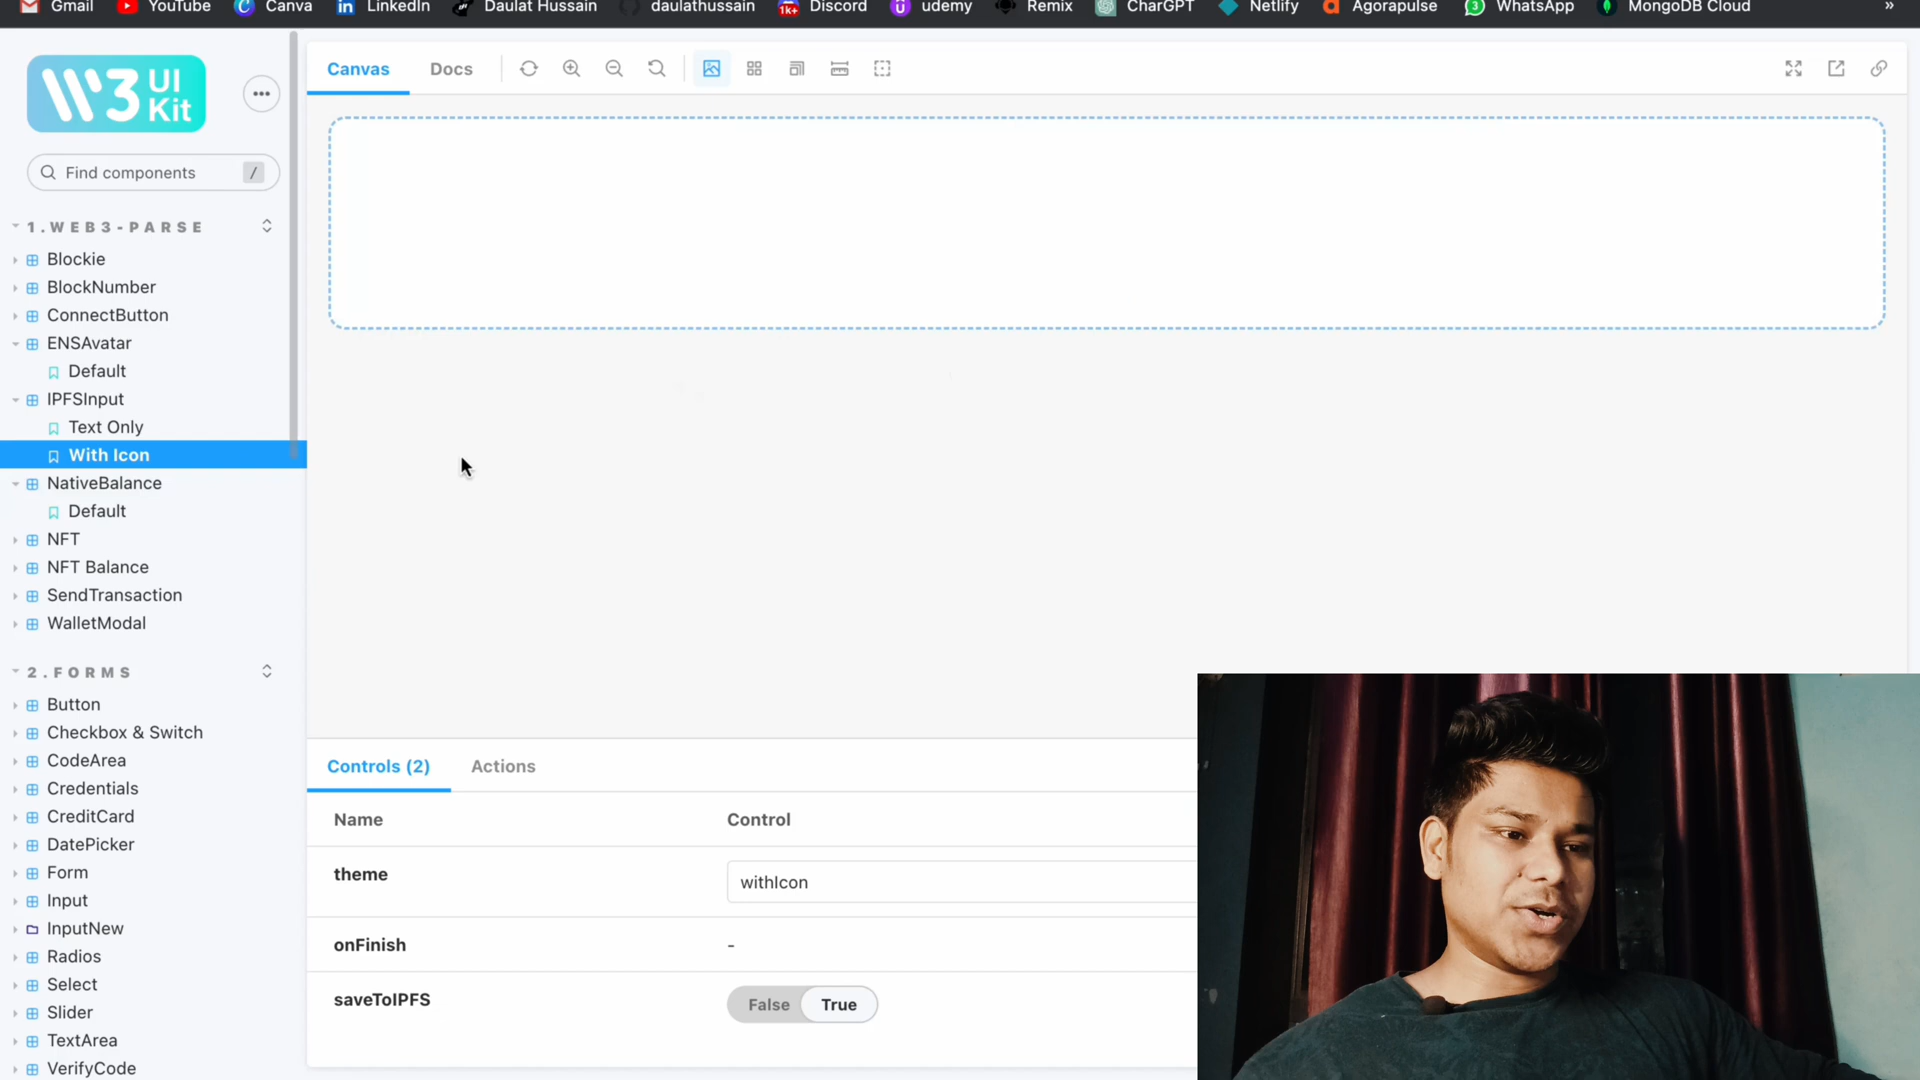 Gmail YouTube Canva LinkedIn Daulat Hussain daulathussain 1k+ Discord udemy Remix CharGPT Netlify Agorapulse 3 WhatsApp MongoDB Cloud »
W3 UI Kit
Canvas Docs
Find components /
1.WEB3-PARSE
Blockie
BlockNumber
ConnectButton
ENSAvatar
Default
IPFSInput
Text Only
With Icon
NativeBalance
Default
NFT
NFT Balance
SendTransaction
WalletModal
2.FORMS
Button
Checkbox & Switch
CodeArea
Credentials
CreditCard
DatePicker
Form
Input
InputNew
Radios
Select
Slider
TextArea
VerifyCode
Controls (2) Actions
Name Control
theme withIcon
onFinish -
saveToIPFS False True